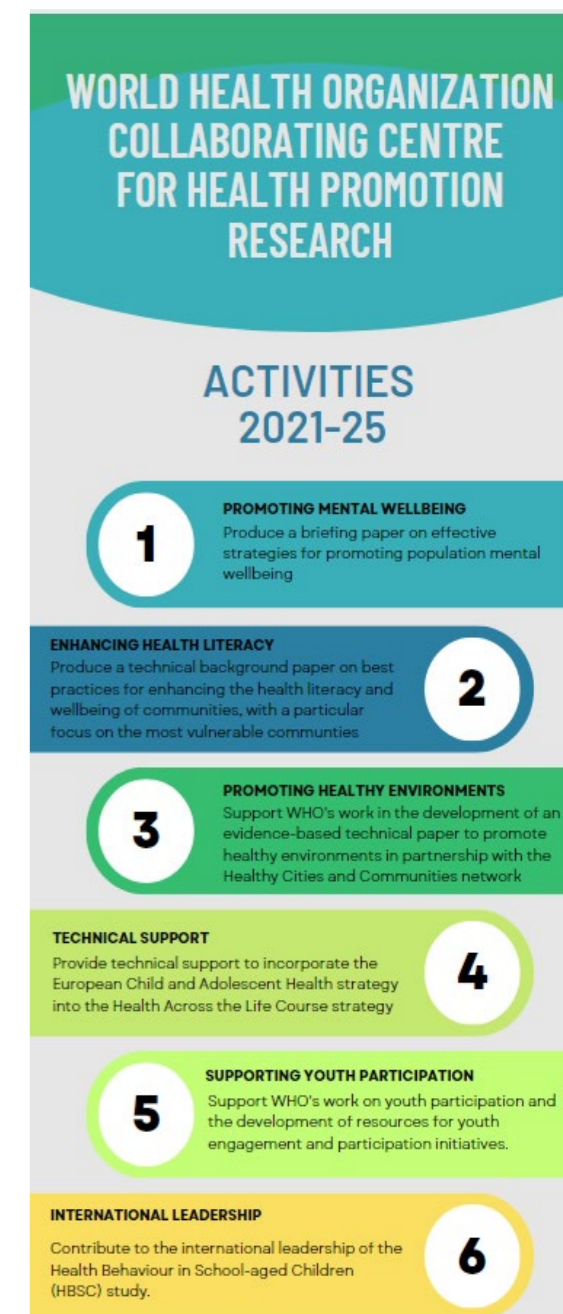 WORLD HEALTH ORGANIZATION
COLLABORATING CENTRE
FOR HEALTH PROMOTION
RESEARCH
ACTIVITIES
2021-25
1
PROMOTING MENTAL WELLBEING
Produce a briefing paper on effective
strategies for promoting population mental
wellbeing
ENHANCING HEALTH LITERACY
Produce a technical background paper on best
practices for enhancing the health literacy and
wellbeing of communities, with a particular
focus on the most vulnerable communties
2
3
PROMOTING HEALTHY ENVIRONMENTS
Support WHO's work in the development of an
evidence-based technical paper to promote
healthy environments in partnership with the
Healthy Cities and Communities network
TECHNICAL SUPPORT
Provide technical support to incorporate the
European Child and Adolescent Health strategy
into the Health Across the Life Course strategy
4
5
SUPPORTING YOUTH PARTICIPATION
Support WHO's work on youth participation and
the development of resources for youth
engagement and participation initiatives.
INTERNATIONAL LEADERSHIP
Contribute to the international leadership of the
Health Behaviour in School-aged Children
(HBSC) study.
6